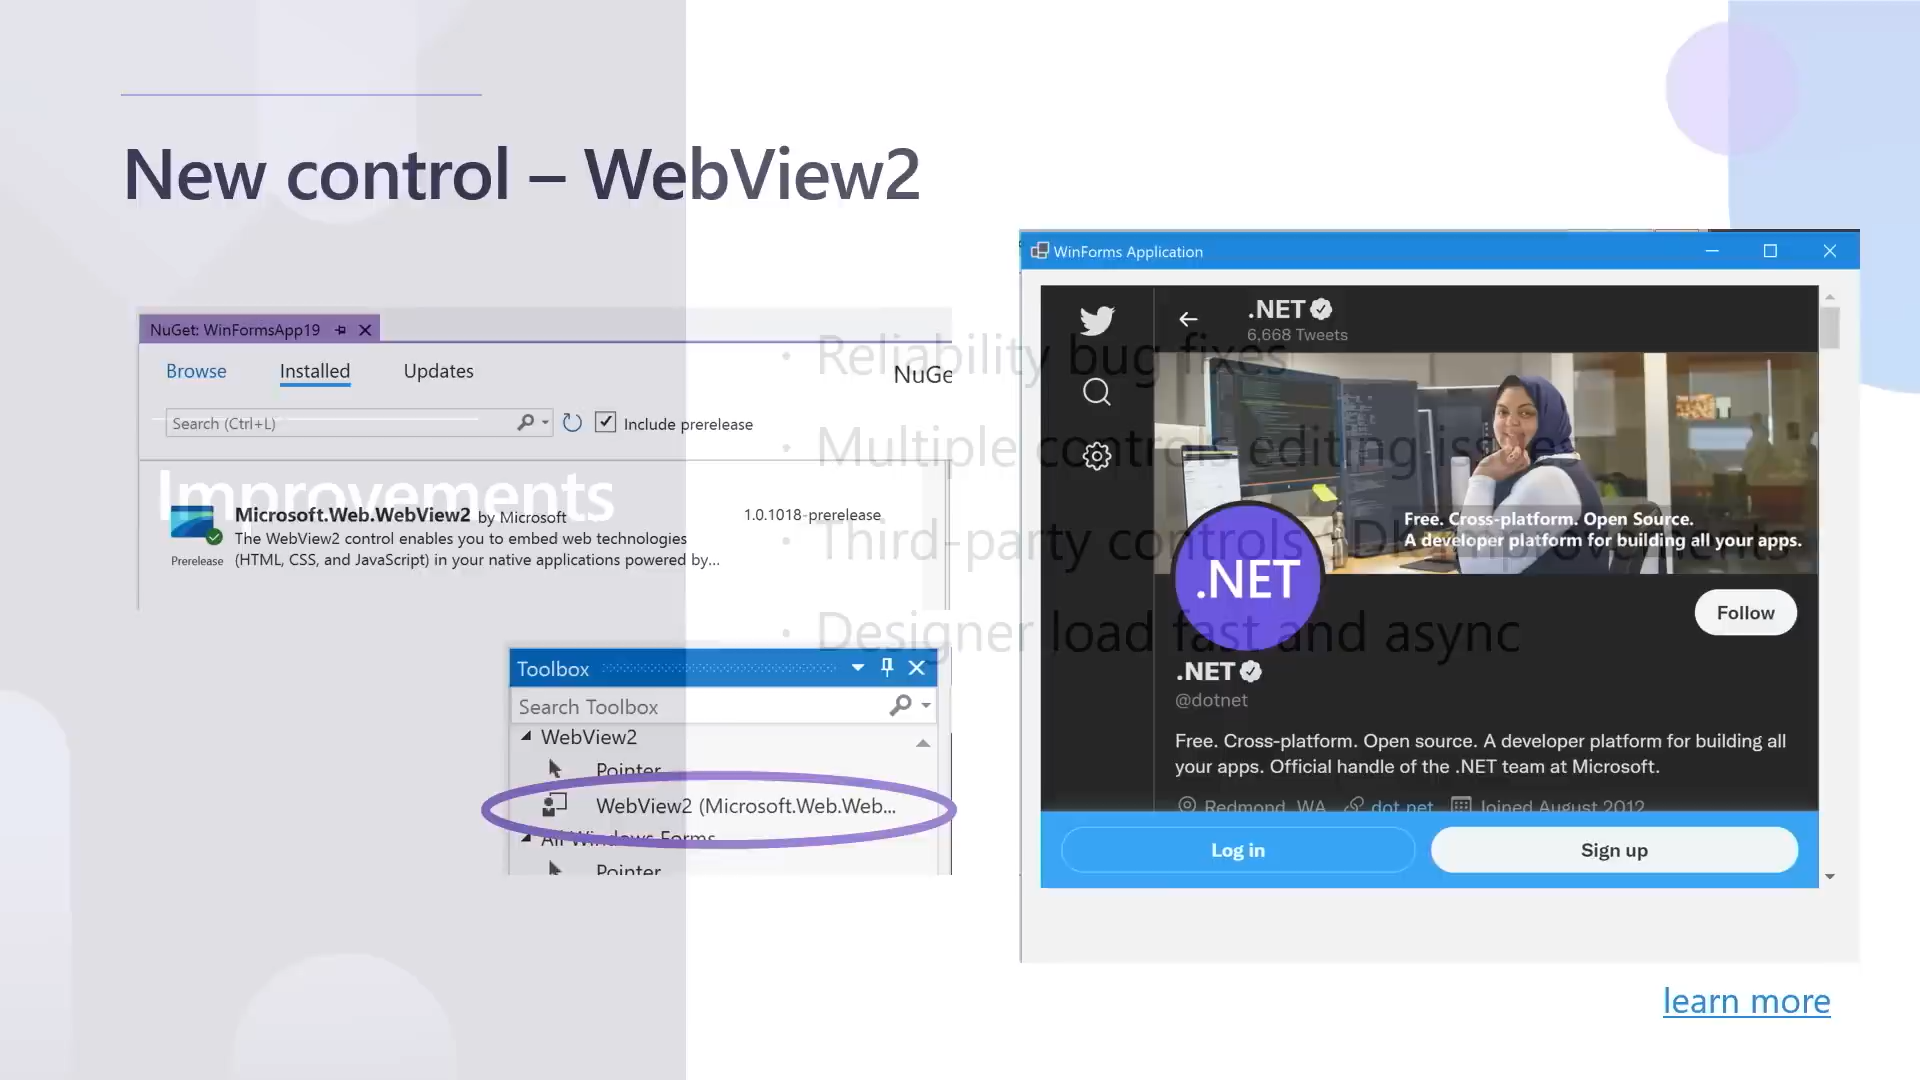 New control – WebView2
NuGet: WinFormsApp19
Browse Installed Updates
NuGe
Search (Ctrl+L)
Include prerelease
Improvements
Microsoft.Web.WebView2 by Microsoft
1.0.1018-prerelease
The WebView2 control enables you to embed web technologies
(HTML, CSS, and JavaScript) in your native applications powered by...
Prerelease
Toolbox
Search Toolbox
WebView2
Pointer
WebView2 (Microsoft.Web.Web...
All Windows Forms
Pointer
• Reliability bug fixes
• Multiple controls editing issues
• Third-party controls SDK improvements
• Designer load fast and async
WinForms Application
.NET
6,668 Tweets
Free. Cross-platform. Open Source.
A developer platform for building all your apps.
.NET
Follow
.NET
@dotnet
Free. Cross-platform. Open source. A developer platform for building all
your apps. Official handle of the .NET team at Microsoft.
Redmond, WA dot.net Joined August 2012
Log in
Sign up
learn more